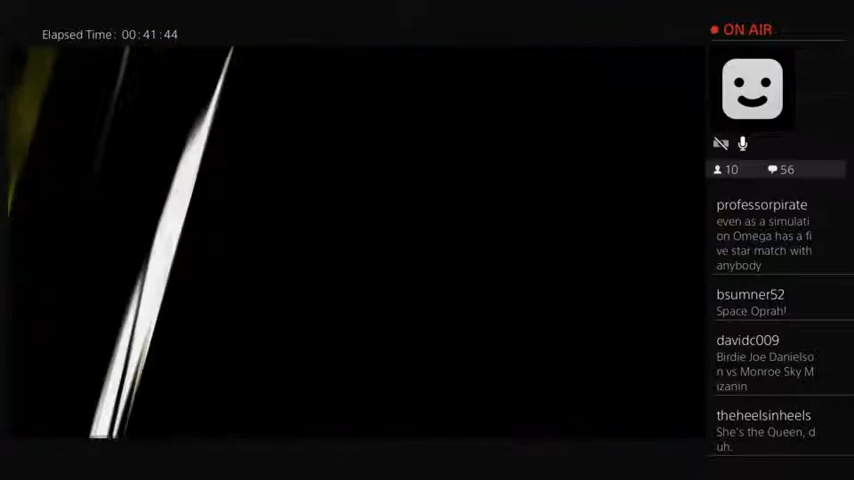 Elapsed Time: 00:41:44
ON AIR
10
56
professorpirate
even as a simulati
on Omega has a fi
ve star match with
anybody
bsumner52
Space Oprah!
davidc009
Birdie Joe Danielso
n vs Monroe Sky M
izanin
theheelsinheels
She's the Queen, d
uh.